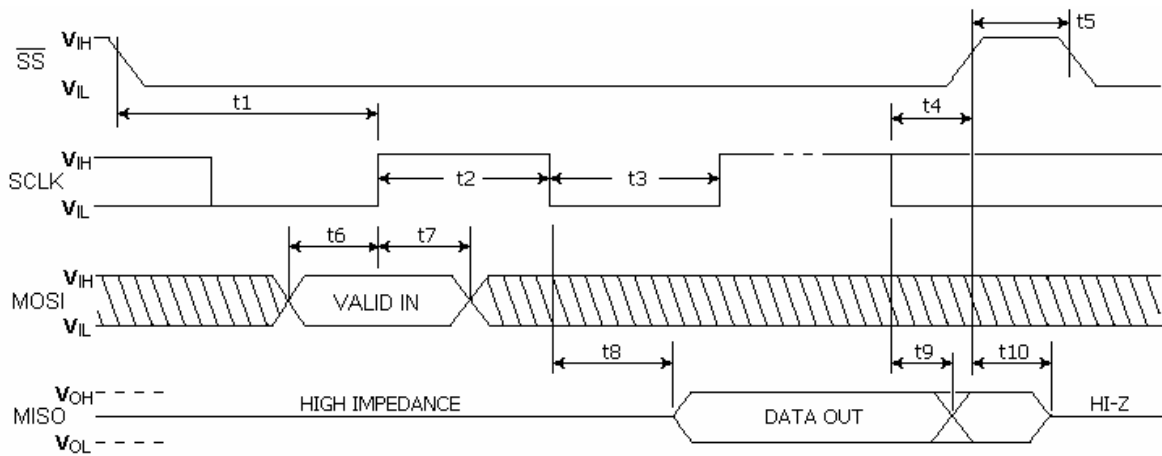 t5
VIH
SS
VIL
t1
t4
VIH
SCLK
t2
t3
VIL
t6
t7
VIH
MOSI
VALID IN
VIL
t8
t9
t10
VOH
HIGH IMPEDANCE
MISO
DATA OUT
HI-Z
VOL